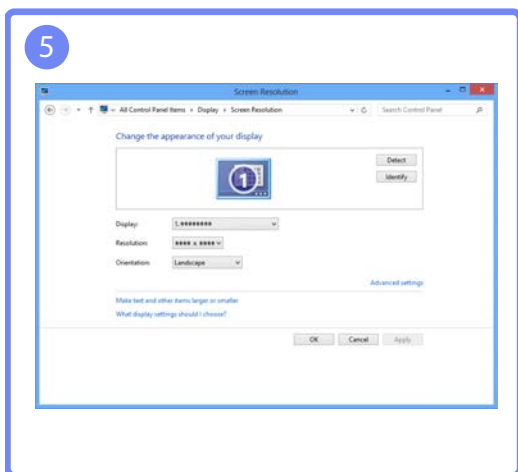 5
Screen Resolution
All Control Panel Items ▸ Display ▸ Screen Resolution
Search Control Panel
Change the appearance of your display
1
Detect
Identify
Display: 1. ********
Resolution: **** x **** 
Orientation: Landscape
Advanced settings
Make text and other items larger or smaller
What display settings should I choose?
OK Cancel Apply